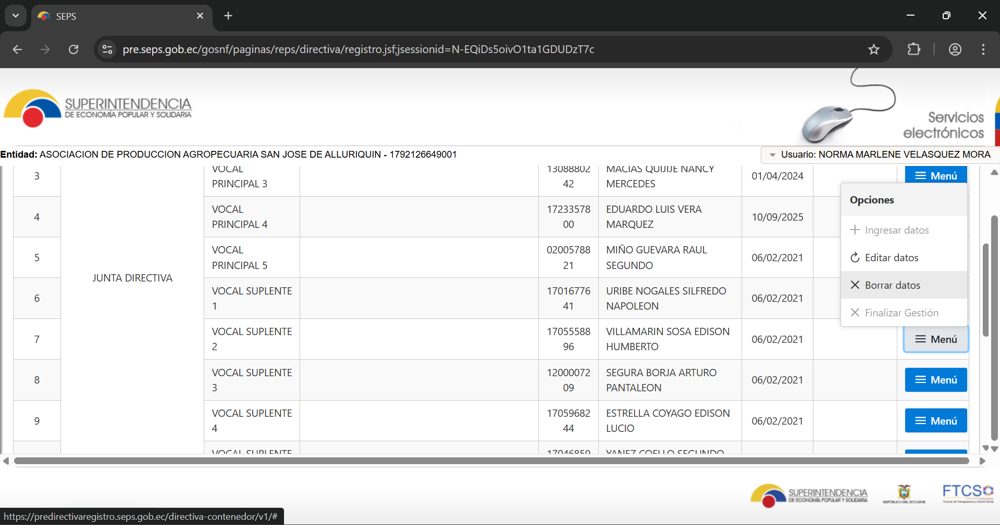 SEPS
pre.seps.gob.ec/gosnf/paginas/reps/directiva/registro.jsf;jsessionid=N-EQiDs5oivO1ta1GDUDzT7c
SUPERINTENDENCIA
DE ECONOMÍA POPULAR Y SOLIDARIA
Servicios
electrónicos
Entidad: ASOCIACION DE PRODUCCION AGROPECUARIA SAN JOSE DE ALLURIQUIN - 1792126649001
Usuario: NORMA MARLENE VELASQUEZ MORA
JUNTA DIRECTIVA
3
VOCAL
PRINCIPAL 3
13088802
42
MACIAS QUIJIJE NANCY
MERCEDES
01/04/2024
Menú
4
VOCAL
PRINCIPAL 4
17233578
00
EDUARDO LUIS VERA
MARQUEZ
10/09/2025
5
VOCAL
PRINCIPAL 5
02005788
21
MIÑO GUEVARA RAUL
SEGUNDO
06/02/2021
6
VOCAL SUPLENTE
1
17016776
41
URIBE NOGALES SILFREDO
NAPOLEON
06/02/2021
7
VOCAL SUPLENTE
2
17055588
96
VILLAMARIN SOSA EDISON
HUMBERTO
06/02/2021
Menú
8
VOCAL SUPLENTE
3
12000072
09
SEGURA BORJA ARTURO
PANTALEON
06/02/2021
Menú
9
VOCAL SUPLENTE
4
17059682
44
ESTRELLA COYAGO EDISON
LUCIO
06/02/2021
Menú
VOCAL SUPLENTE
17046859
YANEZ COELLO SEGUNDO
Opciones
Ingresar datos
Editar datos
Borrar datos
Finalizar Gestión
SUPERINTENDENCIA
DE ECONOMÍA POPULAR Y SOLIDARIA
REPÚBLICA DEL ECUADOR
FTCS
Función de Transparencia y Control Social
https://predirectivaregistro.seps.gob.ec/directiva-contenedor/v1/#